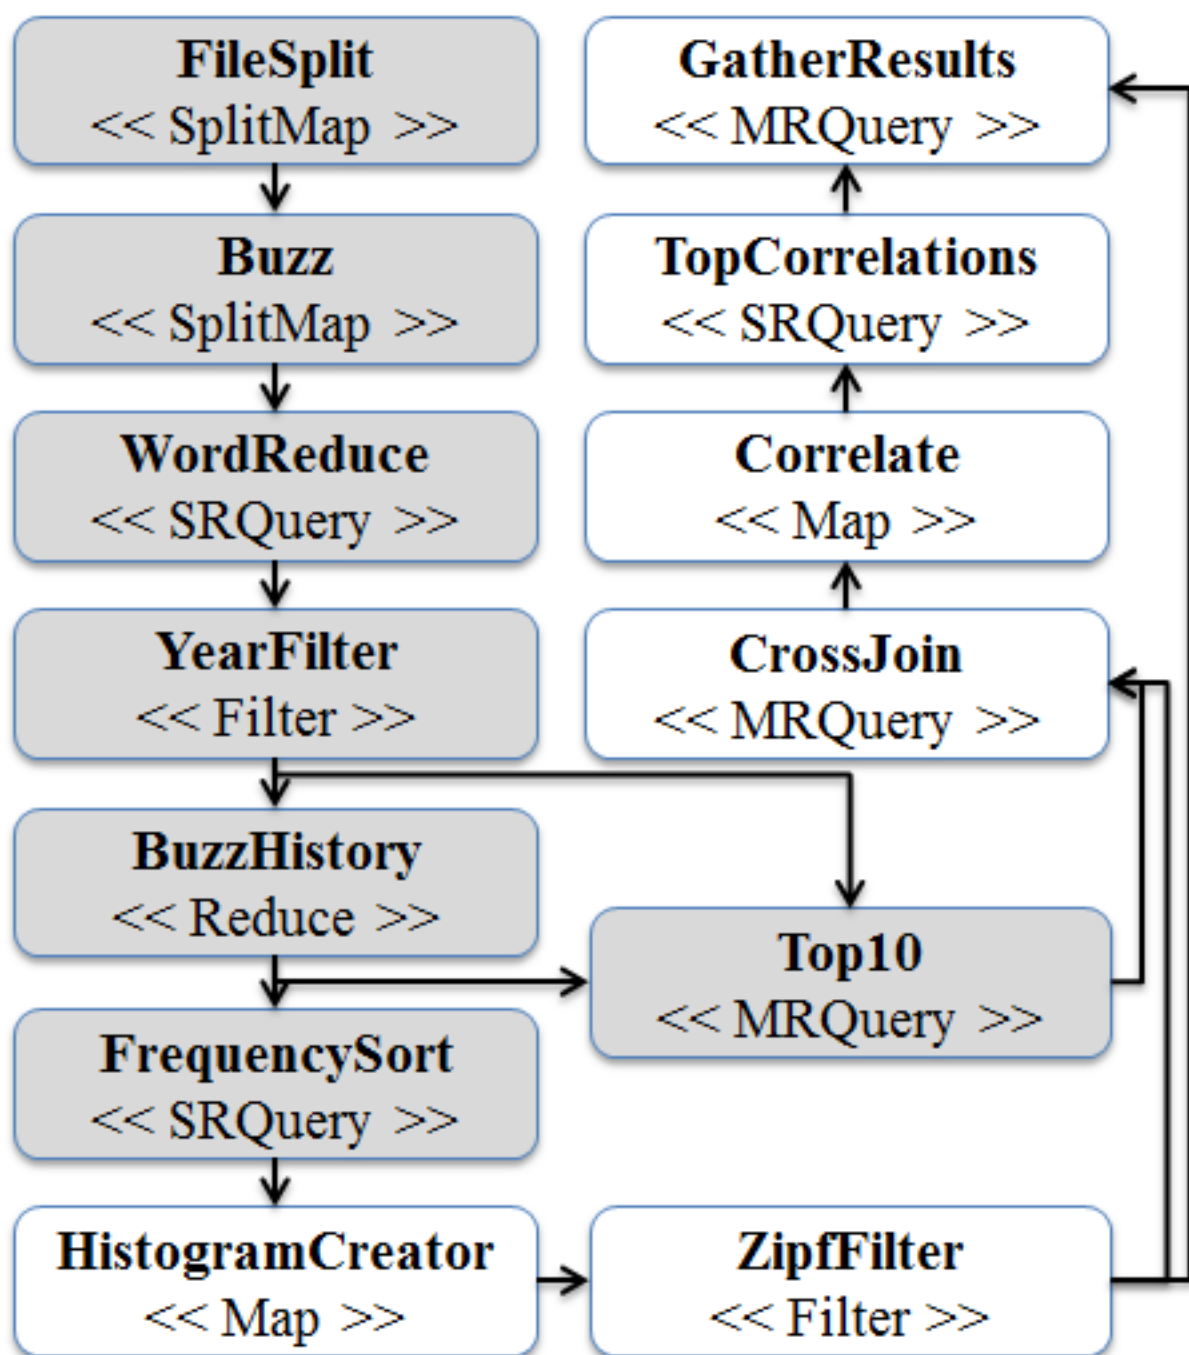 FileSplit
<< SplitMap >>
Buzz
<< SplitMap >>
WordReduce
<< SRQuery >>
YearFilter
<< Filter >>
BuzzHistory
<< Reduce >>
FrequencySort
<< SRQuery >>
HistogramCreator
<< Map >>
GatherResults
<< MRQuery >>
TopCorrelations
<< SRQuery >>
Correlate
<< Map >>
CrossJoin
<< MRQuery >>
Top10
<< MRQuery >>
ZipfFilter
<< Filter >>